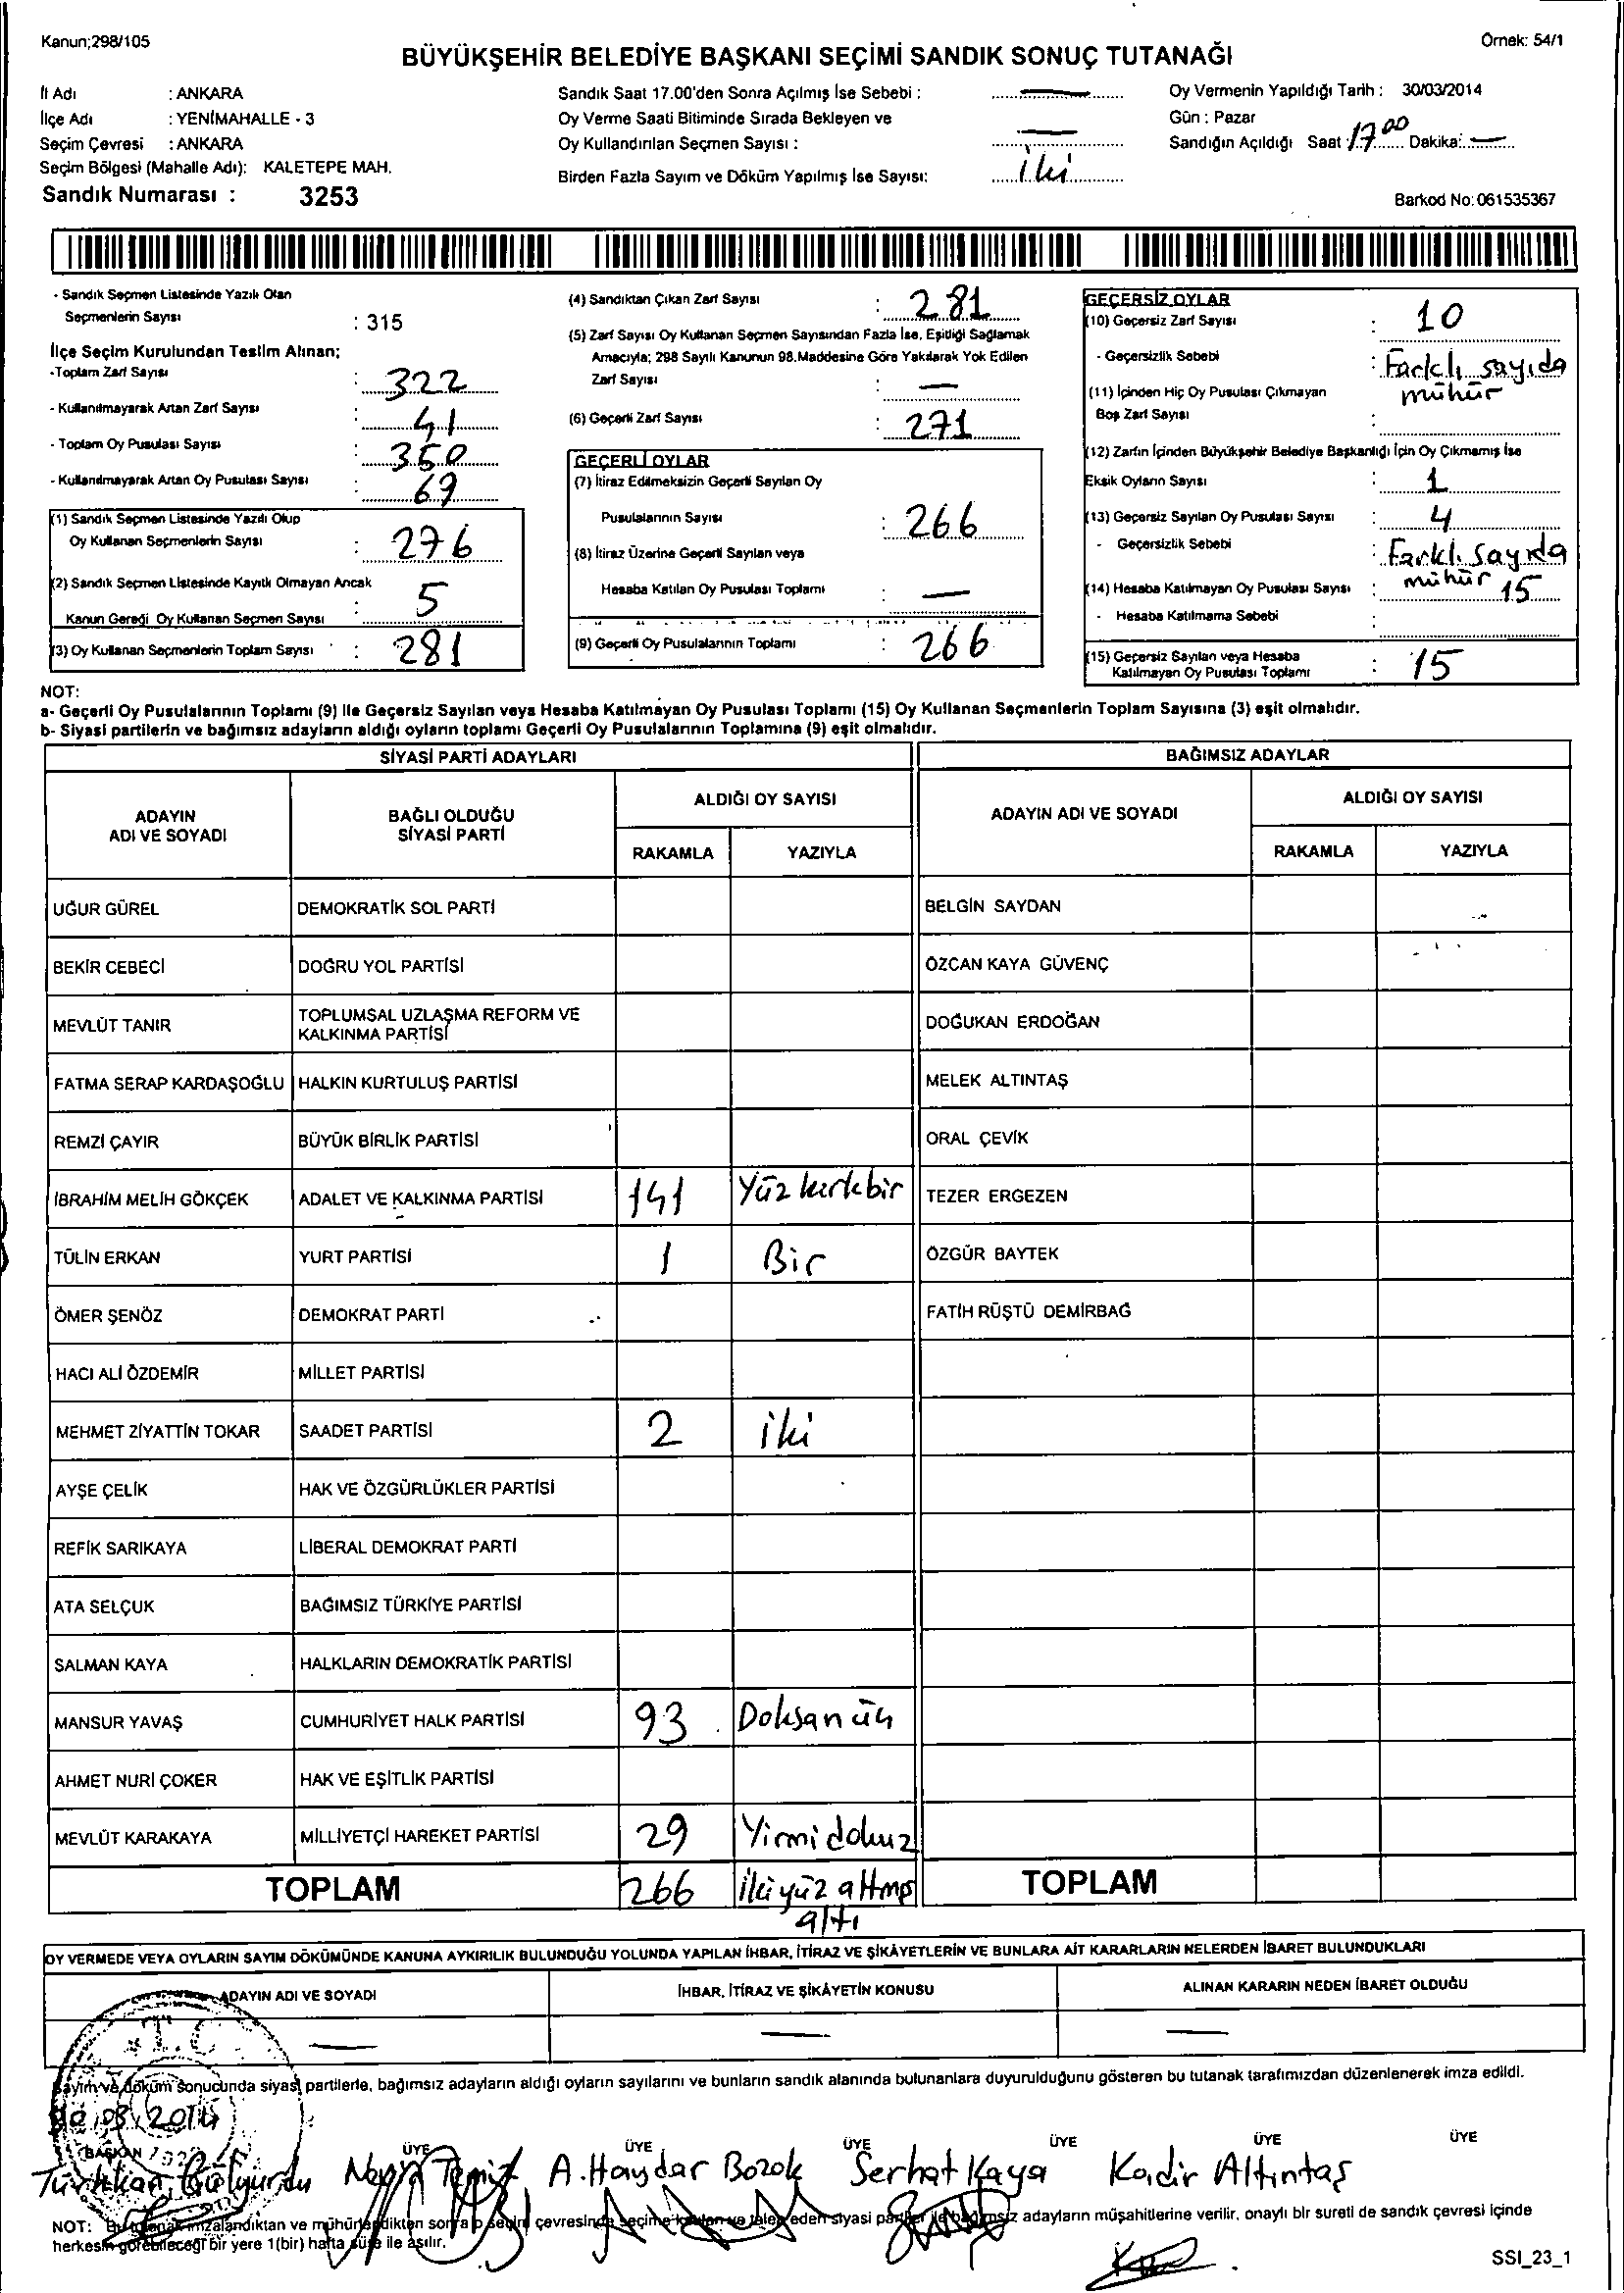 Kanun;298/105
Örnek: 54/1
BÜYÜKŞEHİR BELEDİYE BAŞKANI SEÇİMİ SANDIK SONUÇ TUTANAĞI
İl Adı : ANKARA
İlçe Adı : YENİMAHALLE - 3
Seçim Çevresi : ANKARA
Seçim Bölgesi (Mahalle Adı): KALETEPE MAH.
Sandık Numarası : 3253
Sandık Saat 17.00'den Sonra Açılmış İse Sebebi : —
Oy Verme Saati Bitiminde Sırada Bekleyen ve
Oy Kullandırılan Seçmen Sayısı : —
Birden Fazla Sayım ve Döküm Yapılmış İse Sayısı: iki
Oy Vermenin Yapıldığı Tarih : 30/03/2014
Gün : Pazar
Sandığın Açıldığı Saat : 17 00 Dakika: —
Barkod No: 061535367
- Sandık Seçmen Listesinde Yazılı Olan
Seçmenlerin Sayısı : 315
İlçe Seçim Kurulundan Teslim Alınan;
-Toplam Zarf Sayısı : 322
- Kullanılmayarak Artan Zarf Sayısı : 41
- Toplam Oy Pusulası Sayısı : 350
- Kullanılmayarak Artan Oy Pusulası Sayısı : 69
(1) Sandık Seçmen Listesinde Yazılı Olup
Oy Kullanan Seçmenlerin Sayısı : 276
(2) Sandık Seçmen Listesinde Kayıtlı Olmayan Ancak
Kanun Gereği Oy Kullanan Seçmen Sayısı : 5
(3) Oy Kullanan Seçmenlerin Toplam Sayısı : 281
(4) Sandıktan Çıkan Zarf Sayısı : 281
(5) Zarf Sayısı Oy Kullanan Seçmen Sayısından Fazla İse, Eşitliği Sağlamak
Amacıyla; 298 Sayılı Kanunun 98.Maddesine Göre Yakılarak Yok Edilen
Zarf Sayısı : —
(6) Geçerli Zarf Sayısı : 271
GEÇERLİ OYLAR
(7) İtiraz Edilmeksizin Geçerli Sayılan Oy
Pusulalarının Sayısı : 266
(8) İtiraz Üzerine Geçerli Sayılan veya
Hesaba Katılan Oy Pusulası Toplamı : —
(9) Geçerli Oy Pusulalarının Toplamı : 266
GEÇERSİZ OYLAR
(10) Geçersiz Zarf Sayısı : 10
- Geçersizlik Sebebi : Farklı sayıda
mühür
(11) İçinden Hiç Oy Pusulası Çıkmayan
Boş Zarf Sayısı :
(12) Zarfın İçinden Büyükşehir Belediye Başkanlığı İçin Oy Çıkmamış İse
Eksik Oyların Sayısı : 1
(13) Geçersiz Sayılan Oy Pusulası Sayısı : 4
- Geçersizlik Sebebi : Farklı Sayıda
mühür
(14) Hesaba Katılmayan Oy Pusulası Sayısı : 15
- Hesaba Katılmama Sebebi :
(15) Geçersiz Sayılan veya Hesaba
Katılmayan Oy Pusulası Toplamı : 15
NOT:
a- Geçerli Oy Pusulalarının Toplamı (9) İle Geçersiz Sayılan veya Hesaba Katılmayan Oy Pusulası Toplamı (15) Oy Kullanan Seçmenlerin Toplam Sayısına (3) eşit olmalıdır.
b- Siyasi partilerin ve bağımsız adayların aldığı oyların toplamı Geçerli Oy Pusulalarının Toplamına (9) eşit olmalıdır.
SİYASİ PARTİ ADAYLARI
BAĞIMSIZ ADAYLAR
ADAYIN
ADI VE SOYADI
BAĞLI OLDUĞU
SİYASİ PARTİ
ALDIĞI OY SAYISI
RAKAMLA YAZIYLA
ADAYIN ADI VE SOYADI
ALDIĞI OY SAYISI
RAKAMLA YAZIYLA
UĞUR GÜREL DEMOKRATİK SOL PARTİ BELGİN SAYDAN
BEKİR CEBECİ DOĞRU YOL PARTİSİ ÖZCAN KAYA GÜVENÇ
MEVLÜT TANIR TOPLUMSAL UZLAŞMA REFORM VE
KALKINMA PARTİSİ DOĞUKAN ERDOĞAN
FATMA SERAP KARDAŞOĞLU HALKIN KURTULUŞ PARTİSİ MELEK ALTINTAŞ
REMZİ ÇAYIR BÜYÜK BİRLİK PARTİSİ ORAL ÇEVİK
İBRAHİM MELİH GÖKÇEK ADALET VE KALKINMA PARTİSİ 141 Yüz kırk bir TEZER ERGEZEN
TÜLİN ERKAN YURT PARTİSİ 1 Bir ÖZGÜR BAYTEK
ÖMER ŞENÖZ DEMOKRAT PARTİ FATİH RÜŞTÜ DEMİRBAĞ
HACI ALİ ÖZDEMİR MİLLET PARTİSİ
MEHMET ZİYATTİN TOKAR SAADET PARTİSİ 2 iki
AYŞE ÇELİK HAK VE ÖZGÜRLÜKLER PARTİSİ
REFİK SARIKAYA LİBERAL DEMOKRAT PARTİ
ATA SELÇUK BAĞIMSIZ TÜRKİYE PARTİSİ
SALMAN KAYA HALKLARIN DEMOKRATİK PARTİSİ
MANSUR YAVAŞ CUMHURİYET HALK PARTİSİ 93 Doksan üç
AHMET NURİ ÇOKER HAK VE EŞİTLİK PARTİSİ
MEVLÜT KARAKAYA MİLLİYETÇİ HAREKET PARTİSİ 29 Yirmi dokuz
TOPLAM 266 İki yüz altmış
altı
TOPLAM
OY VERMEDE VEYA OYLARIN SAYIM DÖKÜMÜNDE KANUNA AYKIRILIK BULUNDUĞU YOLUNDA YAPILAN İHBAR, İTİRAZ VE ŞİKÂYETLERİN VE BUNLARA AİT KARARLARIN NELERDEN İBARET BULUNDUKLARI
ADAYIN ADI VE SOYADI İHBAR, İTİRAZ VE ŞİKÂYETİN KONUSU ALINAN KARARIN NEDEN İBARET OLDUĞU
— — —
T.C.
Sayım ve döküm sonucunda siyasi partilerle, bağımsız adayların aldığı oyların sayılarını ve bunların sandık alanında bulunanlara duyurulduğunu gösteren bu tutanak tarafımızdan düzenlenerek imza edildi.
30.03.2014
BAŞKAN ÜYE ÜYE ÜYE ÜYE ÜYE ÜYE
Türkkan A.Haydar Bozok Serhat Kaya Kadir Altıntaş
NOT: Bu tutanak imzalandıktan ve mühürlendikten sonra o seçim çevresinde seçime katılan ve talep eden siyasi partiler ile bağımsız adayların müşahitlerine verilir, onaylı bir sureti de sandık çevresi içinde
herkesin görebileceği bir yere 1(bir) hafta süre ile asılır.
SSI_23_1